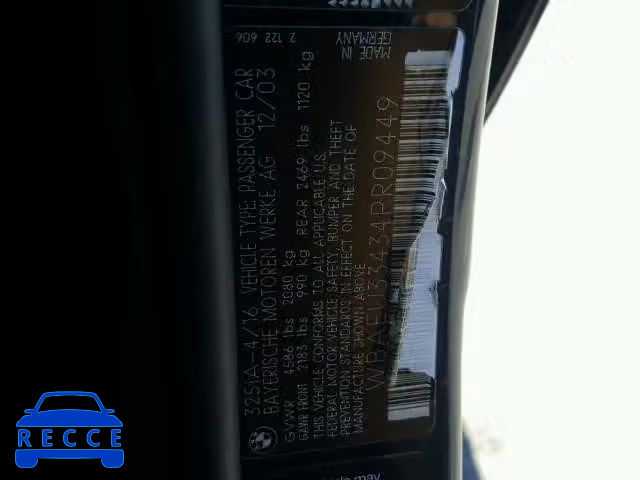 325iA-4/16 VEHICLE TYPE: PASSENGER CAR
BAYERISCHE MOTOREN WERKE AG 12/03
GVWR 4586 lbs 2080 kg
GAWR FRONT 2183 lbs 990 kg REAR 2469 lbs 1120 kg
THIS VEHICLE CONFORMS TO ALL APPLICABLE U.S.
FEDERAL MOTOR VEHICLE SAFETY, BUMPER AND THEFT
PREVENTION STANDARDS IN EFFECT ON THE DATE OF
MANUFACTURE SHOWN ABOVE
2 122 606
MADE IN
GERMANY
WBAEU33434PR09449
RECCE